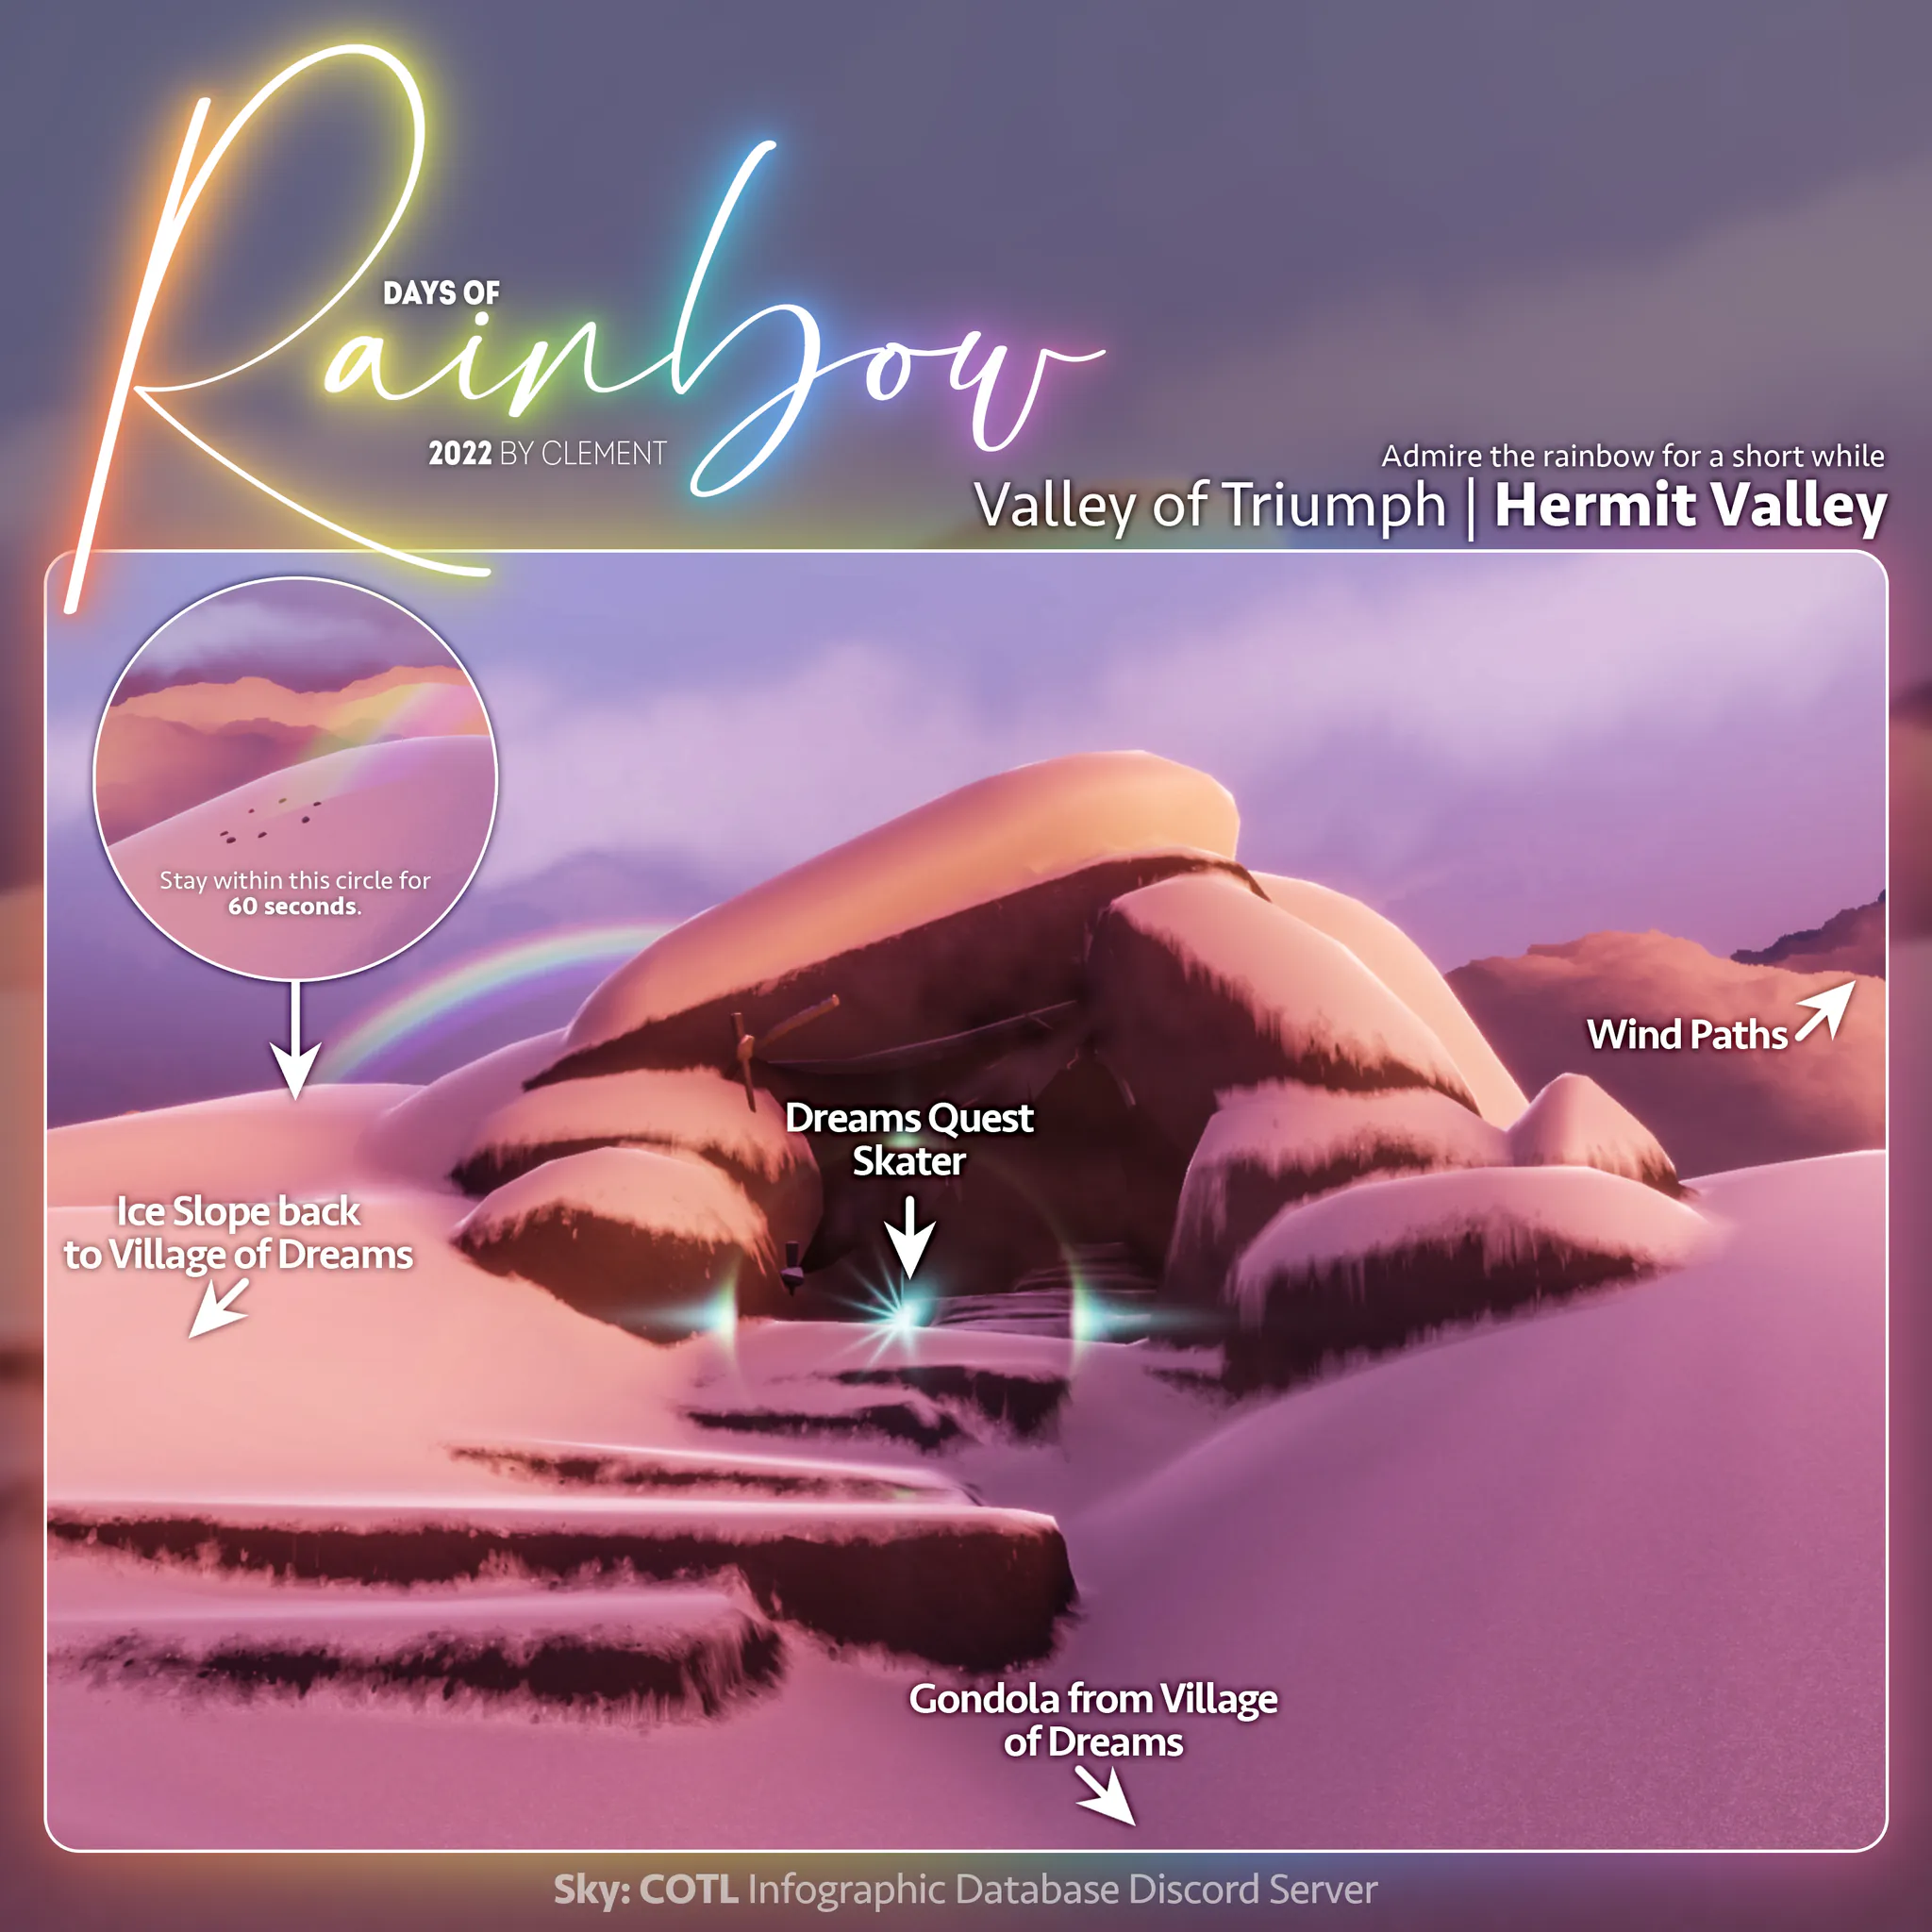 DAYS OF
Rainbow
2022 BY CLEMENT
Admire the rainbow for a short while
Valley of Triumph | Hermit Valley
Stay within this circle for
60 seconds.
Wind Paths
Dreams Quest
Skater
Ice Slope back
to Village of Dreams
Gondola from Village
of Dreams
Sky: COTL Infographic Database Discord Server